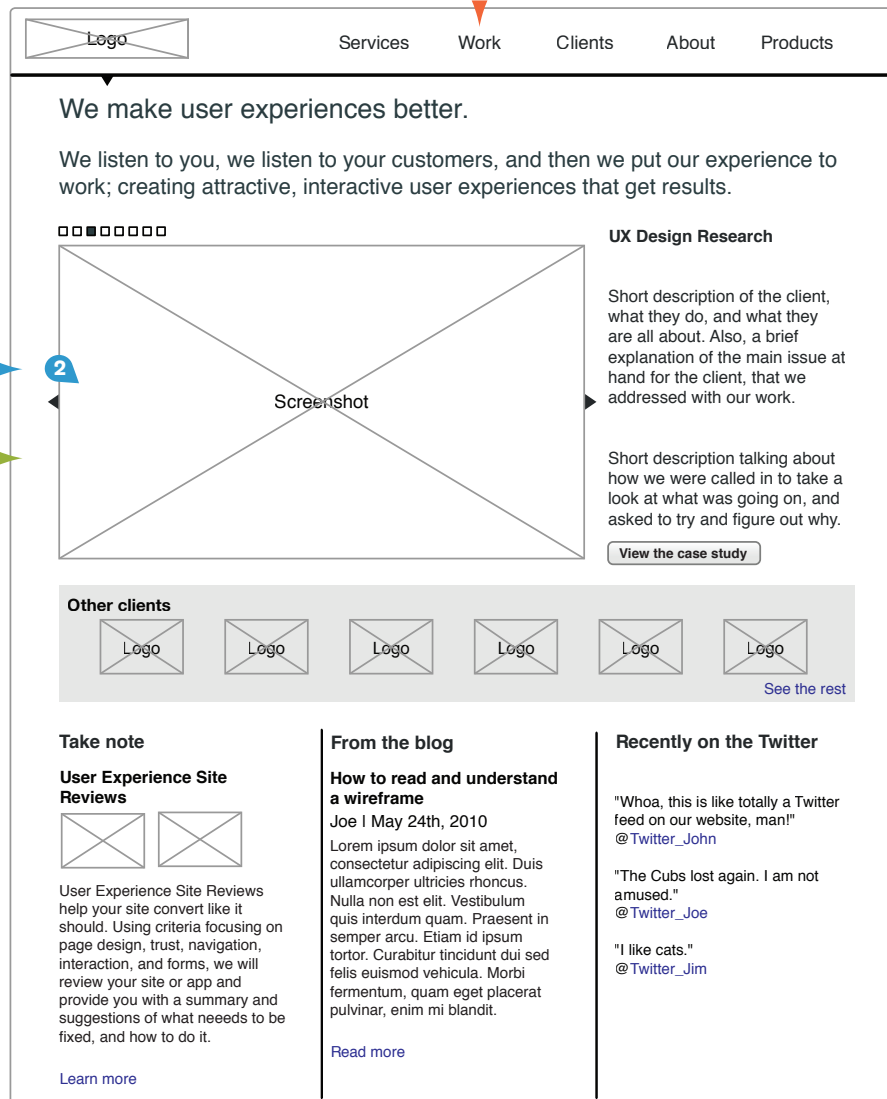 Logo
Services Work Clients About Products
We make user experiences better.
We listen to you, we listen to your customers, and then we put our experience to
work; creating attractive, interactive user experiences that get results.
2
Screenshot
UX Design Research
Short description of the client,
what they do, and what they
are all about. Also, a brief
explanation of the main issue at
hand for the client, that we
addressed with our work.
Short description talking about
how we were called in to take a
look at what was going on, and
asked to try and figure out why.
View the case study
Other clients
Logo Logo Logo Logo Logo Logo
See the rest
Take note
User Experience Site
Reviews
User Experience Site Reviews
help your site convert like it
should. Using criteria focusing on
page design, trust, navigation,
interaction, and forms, we will
review your site or app and
provide you with a summary and
suggestions of what neeeds to be
fixed, and how to do it.
Learn more
From the blog
How to read and understand
a wireframe
Joe | May 24th, 2010
Lorem ipsum dolor sit amet,
consectetur adipiscing elit. Duis
ullamcorper ultricies rhoncus.
Nulla non est elit. Vestibulum
quis interdum quam. Praesent in
semper arcu. Etiam id ipsum
tortor. Curabitur tincidunt dui sed
felis euismod vehicula. Morbi
fermentum, quam eget placerat
pulvinar, enim mi blandit.
Read more
Recently on the Twitter
"Whoa, this is like totally a Twitter
feed on our website, man!"
@Twitter_John
"The Cubs lost again. I am not
amused."
@Twitter_Joe
"I like cats."
@Twitter_Jim